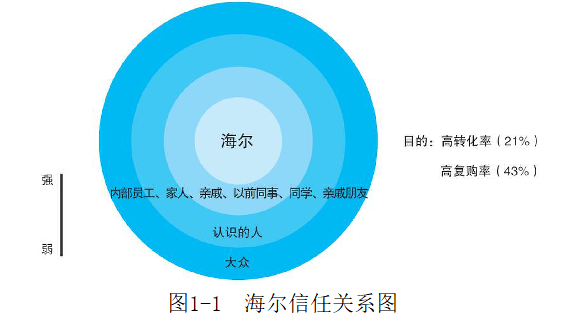 海尔
目的：高转化率（21%）
高复购率（43%）
强
内部员工、家人、亲戚、以前同事、同学、亲戚朋友
认识的人
弱
大众
图1-1 海尔信任关系图